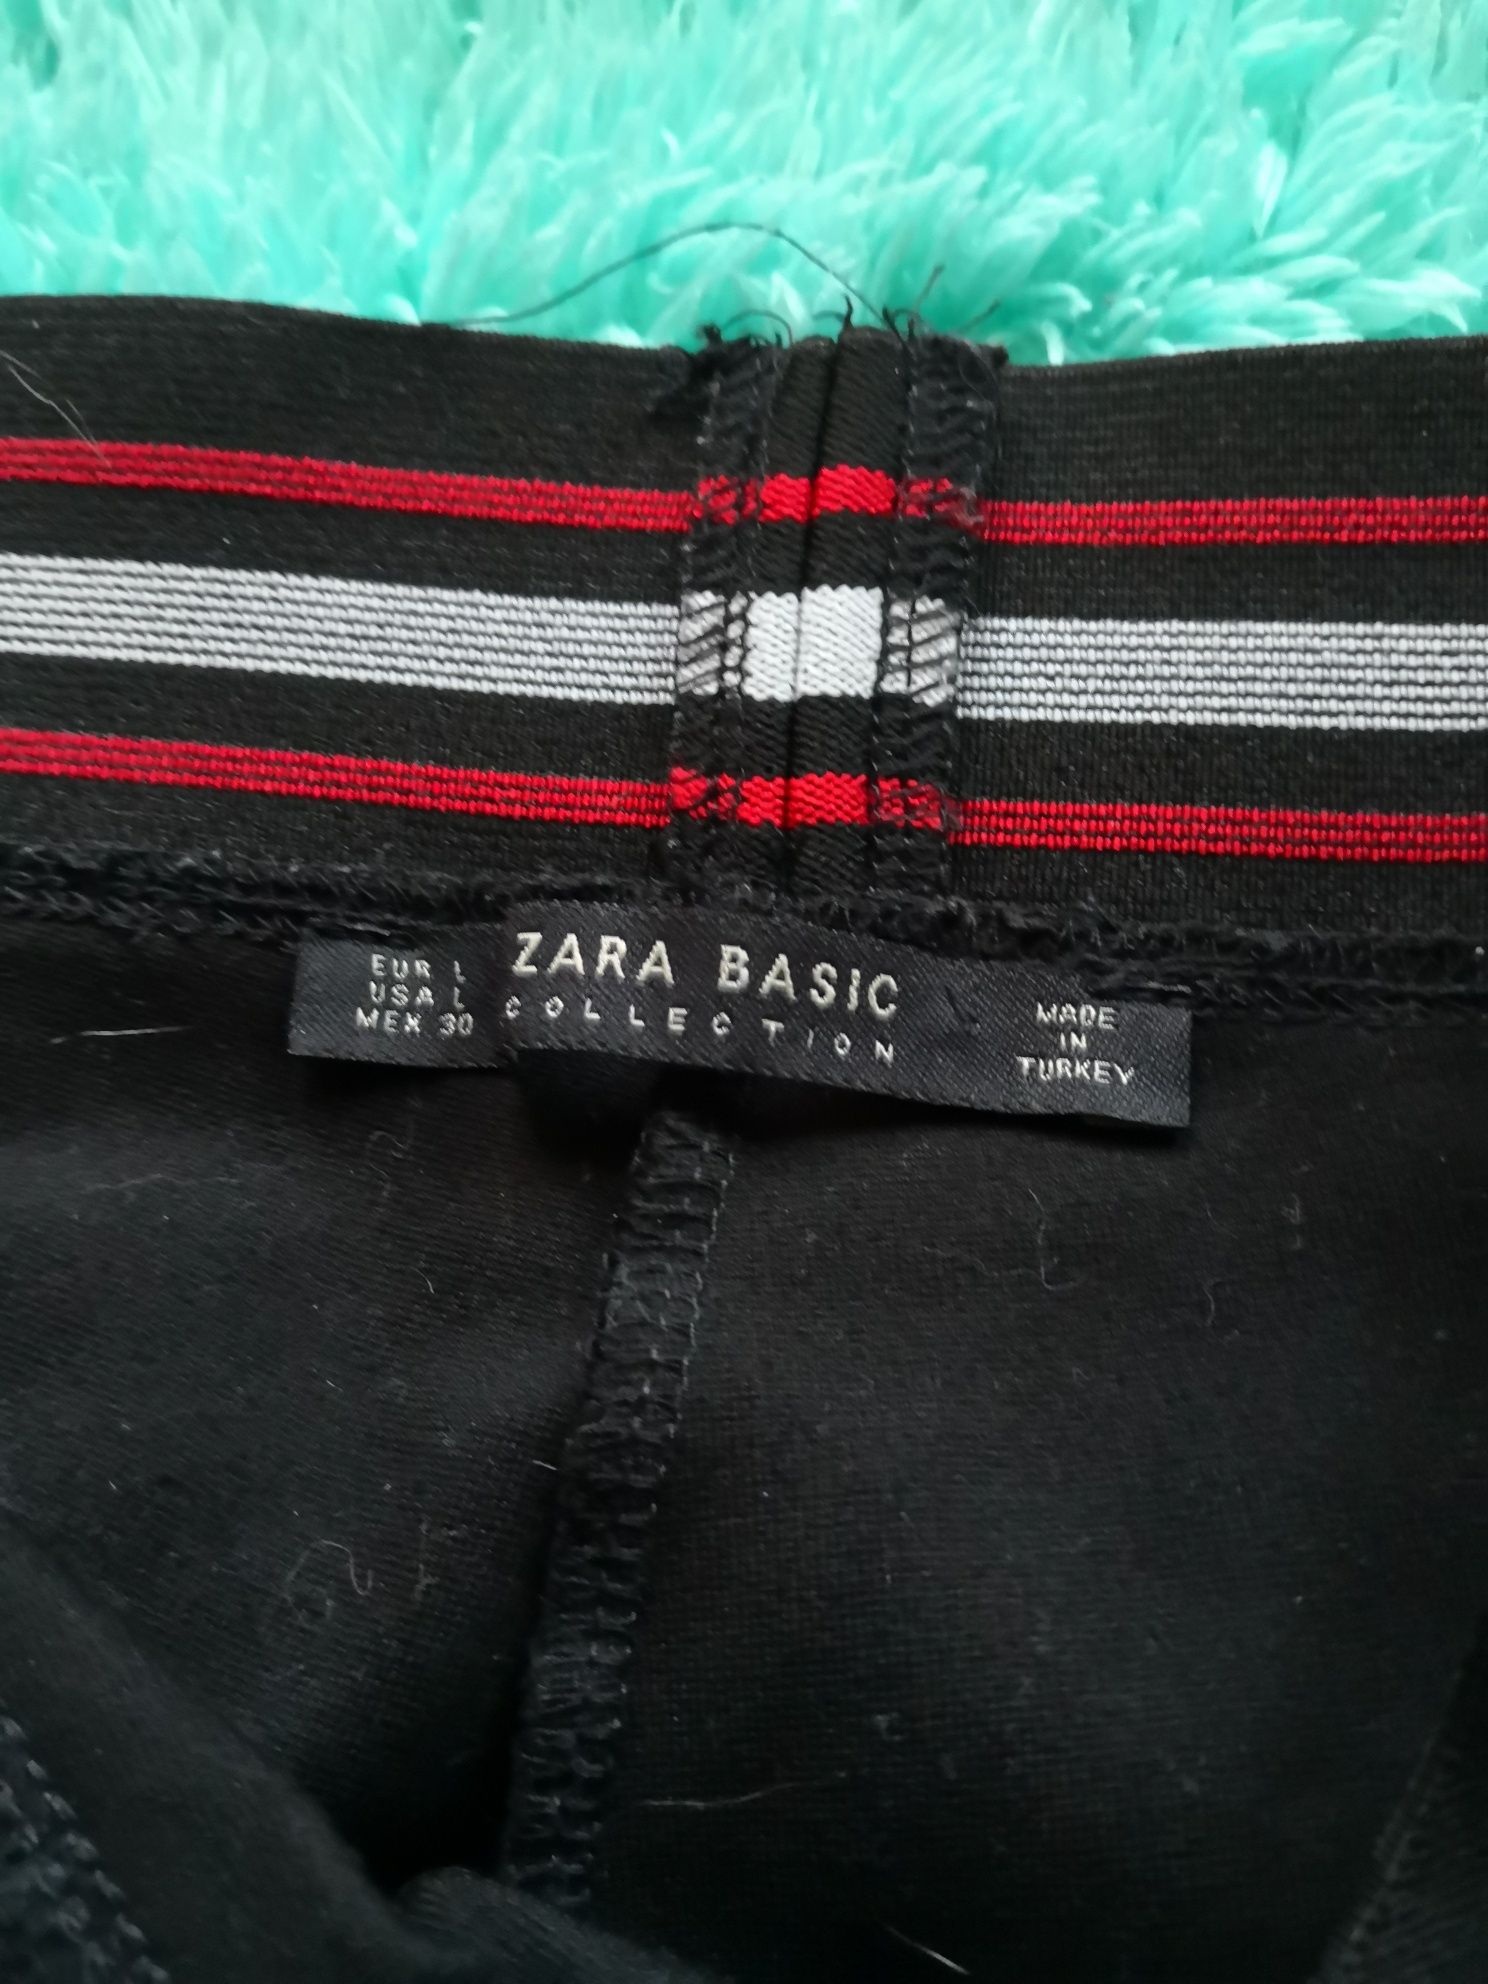 EUR L
USA L
MEX 30
ZARA BASIC
COLLECTION
MADE
IN
TURKEY